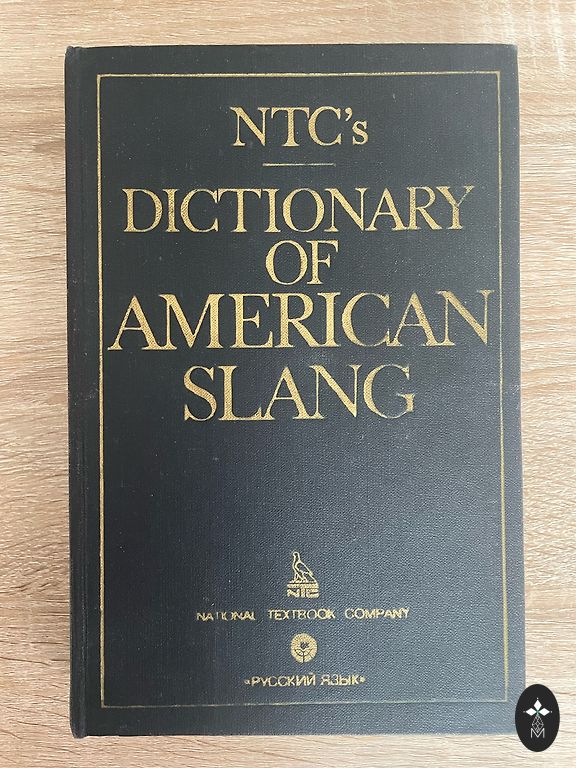 NTC's
DICTIONARY
OF
AMERICAN
SLANG
NTC
NATIONAL TEXTBOOK COMPANY
«РУССКИЙ ЯЗЫК»
M